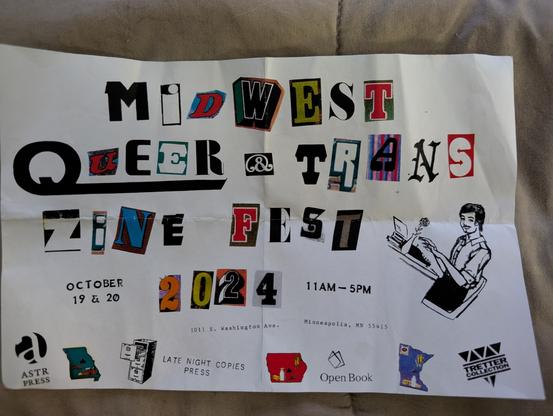 MiDWEST
QuEER & TRANS
ZiNE FEST
OCTOBER
19 & 20
2024
11AM—5PM
1011 S. Washington Ave.
Minneapolis, MN 55415
ASTR
PRESS
LATE NIGHT COPIES
PRESS
Open Book
TRETTER
COLLECTION